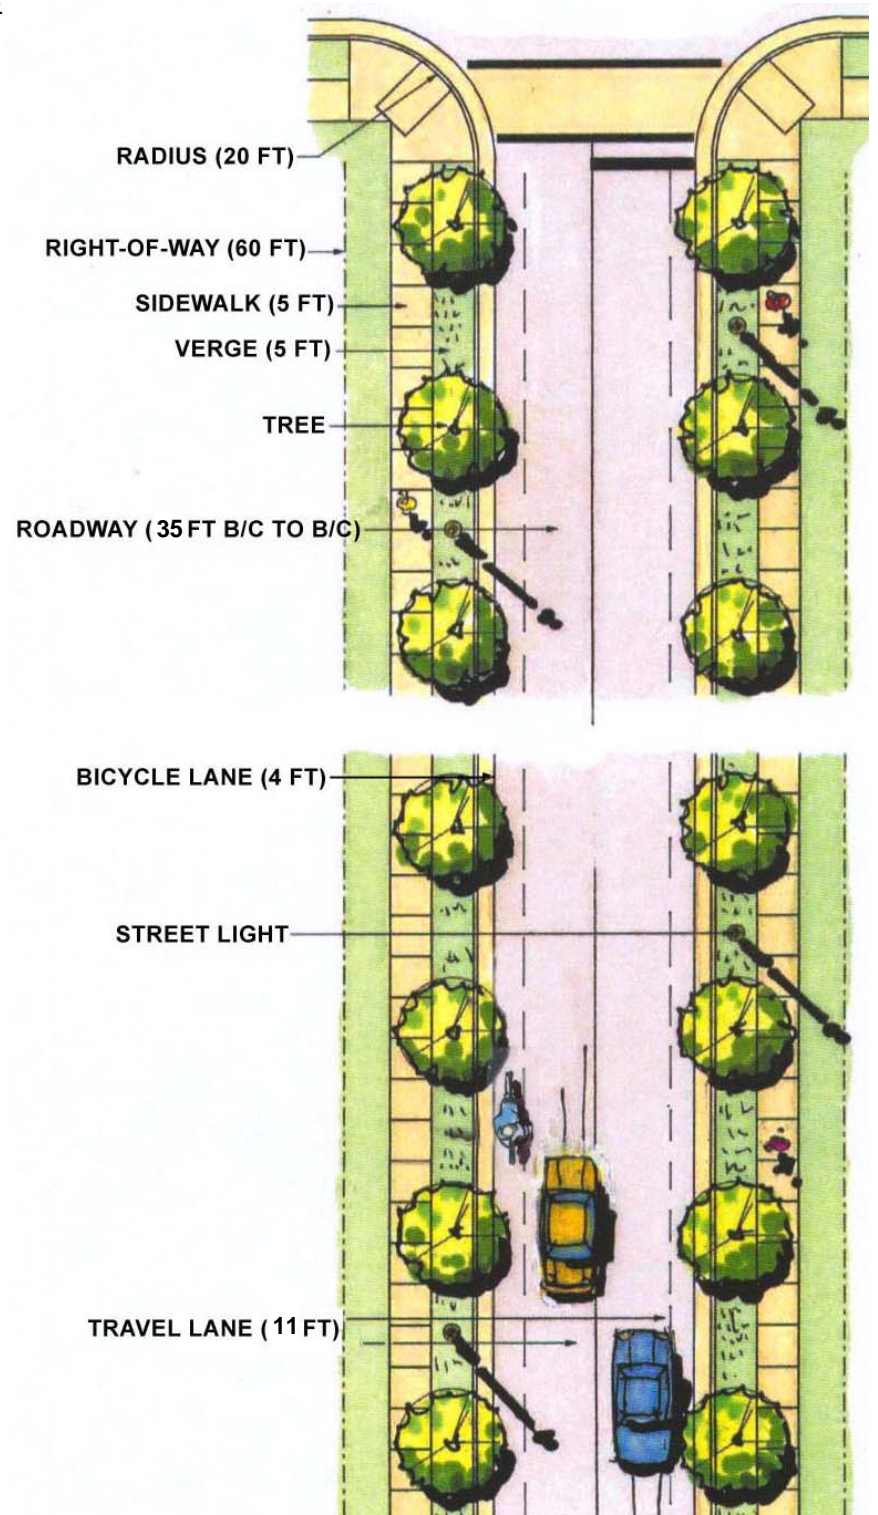 RADIUS (20 FT)
RIGHT-OF-WAY (60 FT)
SIDEWALK (5 FT)
VERGE (5 FT)
TREE
ROADWAY (35 FT B/C TO B/C)
BICYCLE LANE (4 FT)
STREET LIGHT
TRAVEL LANE (11 FT)